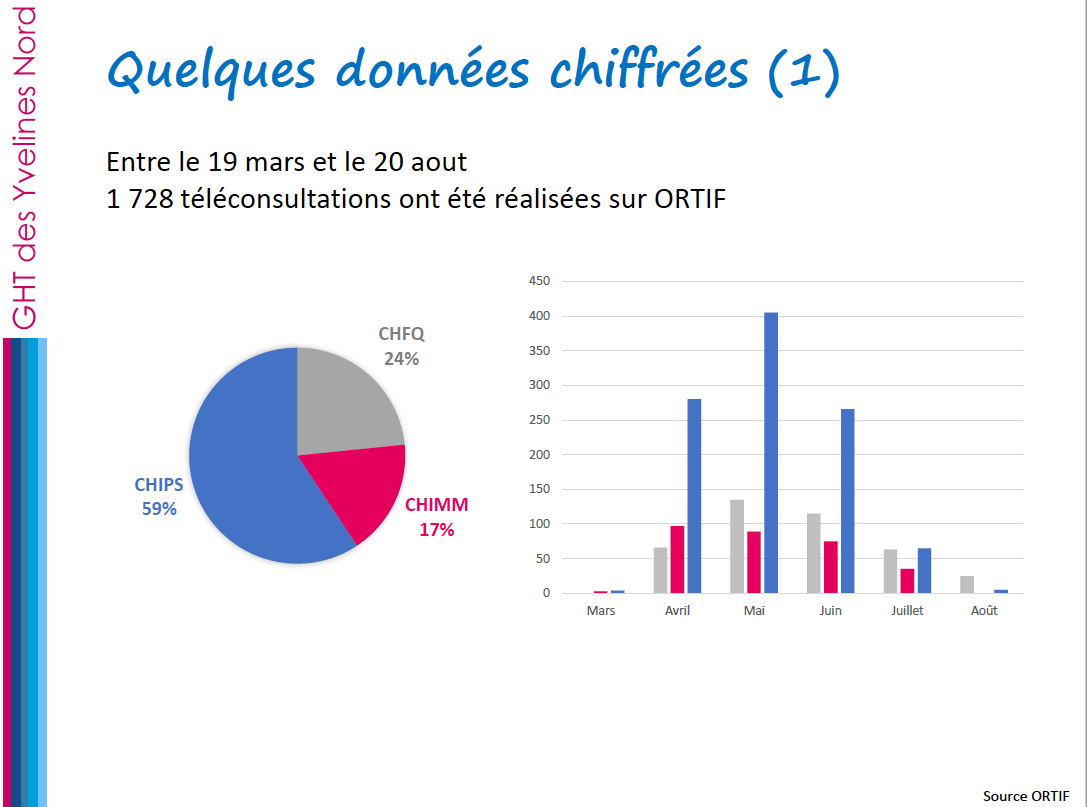 GHT des Yvelines Nord
Quelques données chiffrées (1)
Entre le 19 mars et le 20 aout
1 728 téléconsultations ont été réalisées sur ORTIF
CHFQ
24%
CHIPS
59%
CHIMM
17%
450
400
350
300
250
200
150
100
50
0
Mars Avril Mai Juin Juillet Août
Source ORTIF